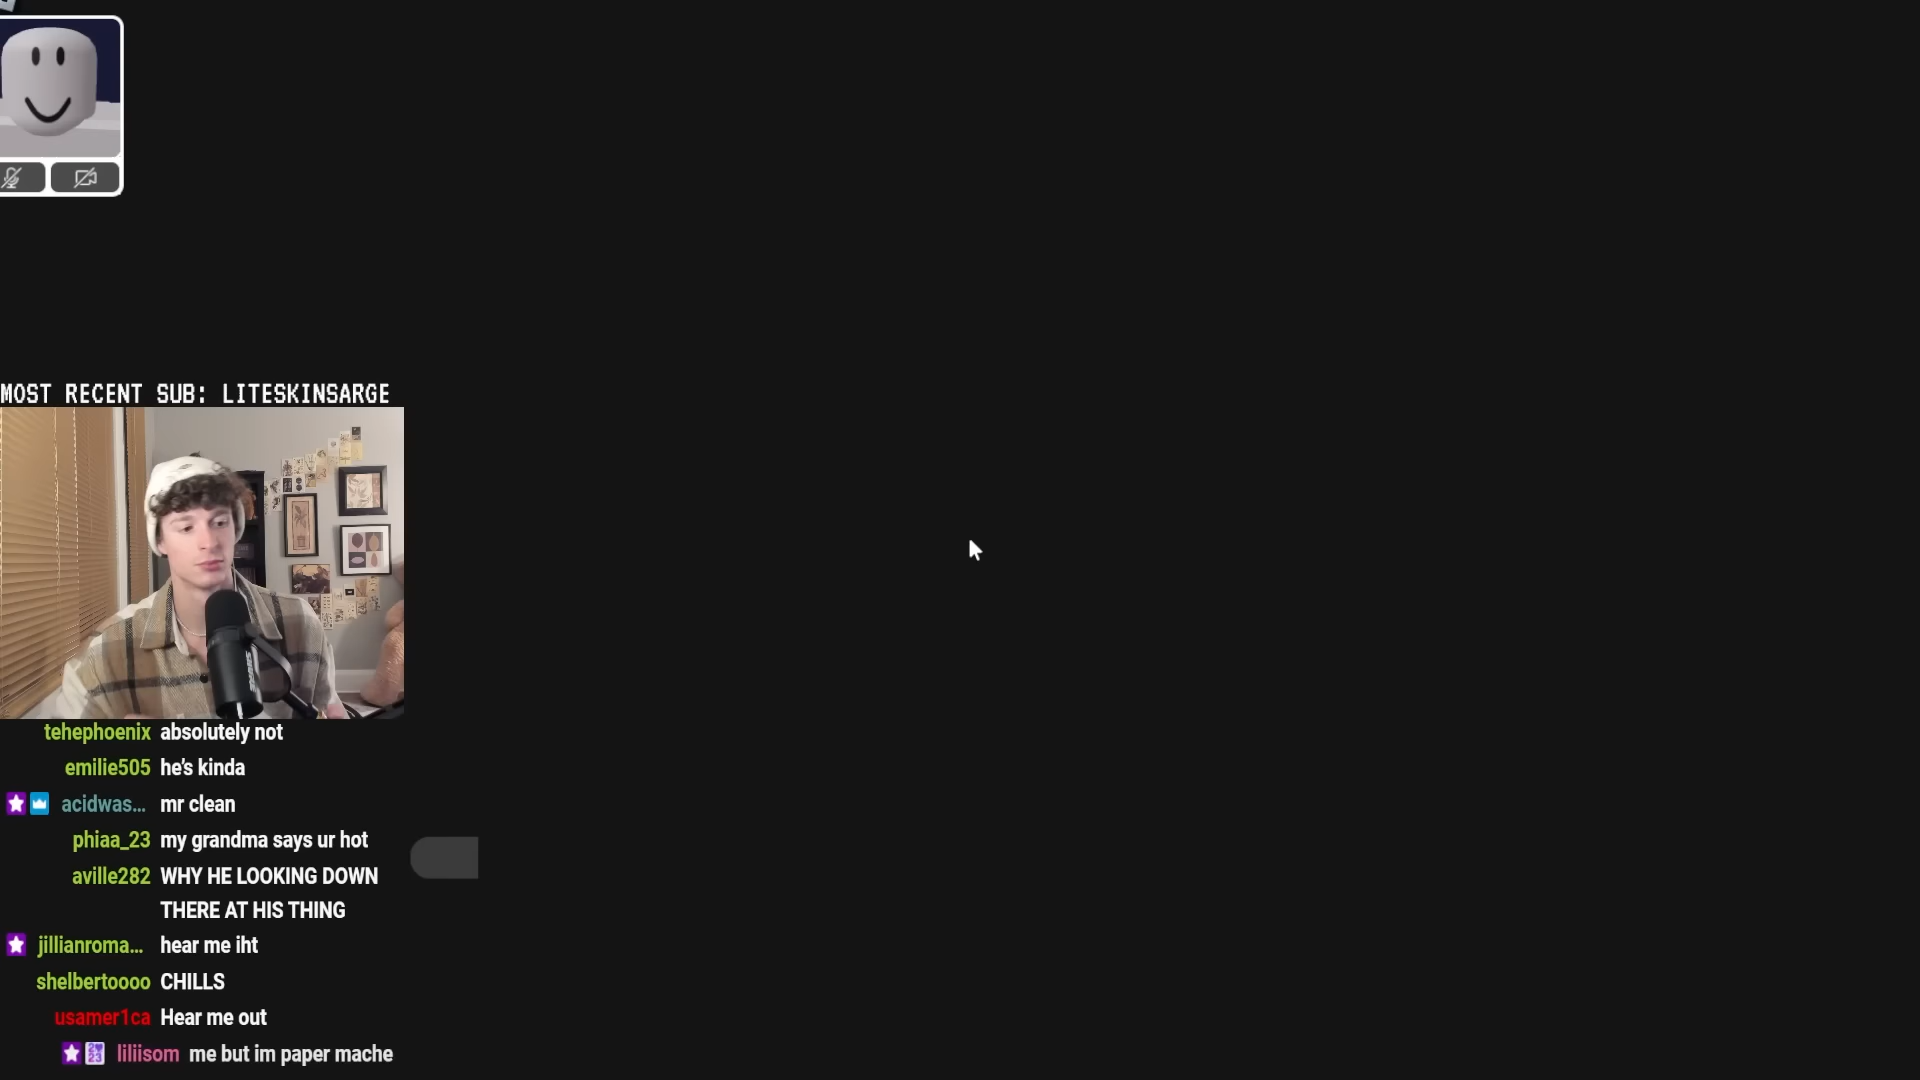 MOST RECENT SUB: LITESKINSARGE
tehephoenix absolutely not
emilie505 he's kinda
acidwas... mr clean
phiaa_23 my grandma says ur hot
aville282 WHY HE LOOKING DOWN
THERE AT HIS THING
jillianroma... hear me iht
shelbertoooo CHILLS
usamer1ca Hear me out
liliisom me but im paper mache